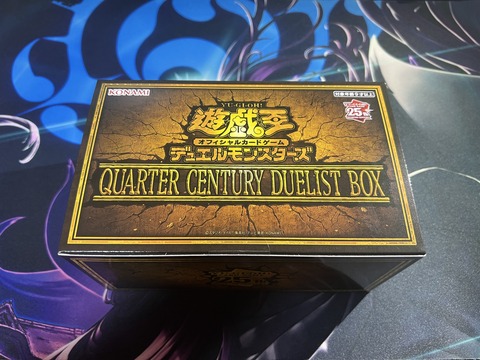 KONAMI
YU-GI-OH!
遊戯王
オフィシャルカードゲーム
デュエルモンスターズ
QUARTER CENTURY DUELIST BOX
25th